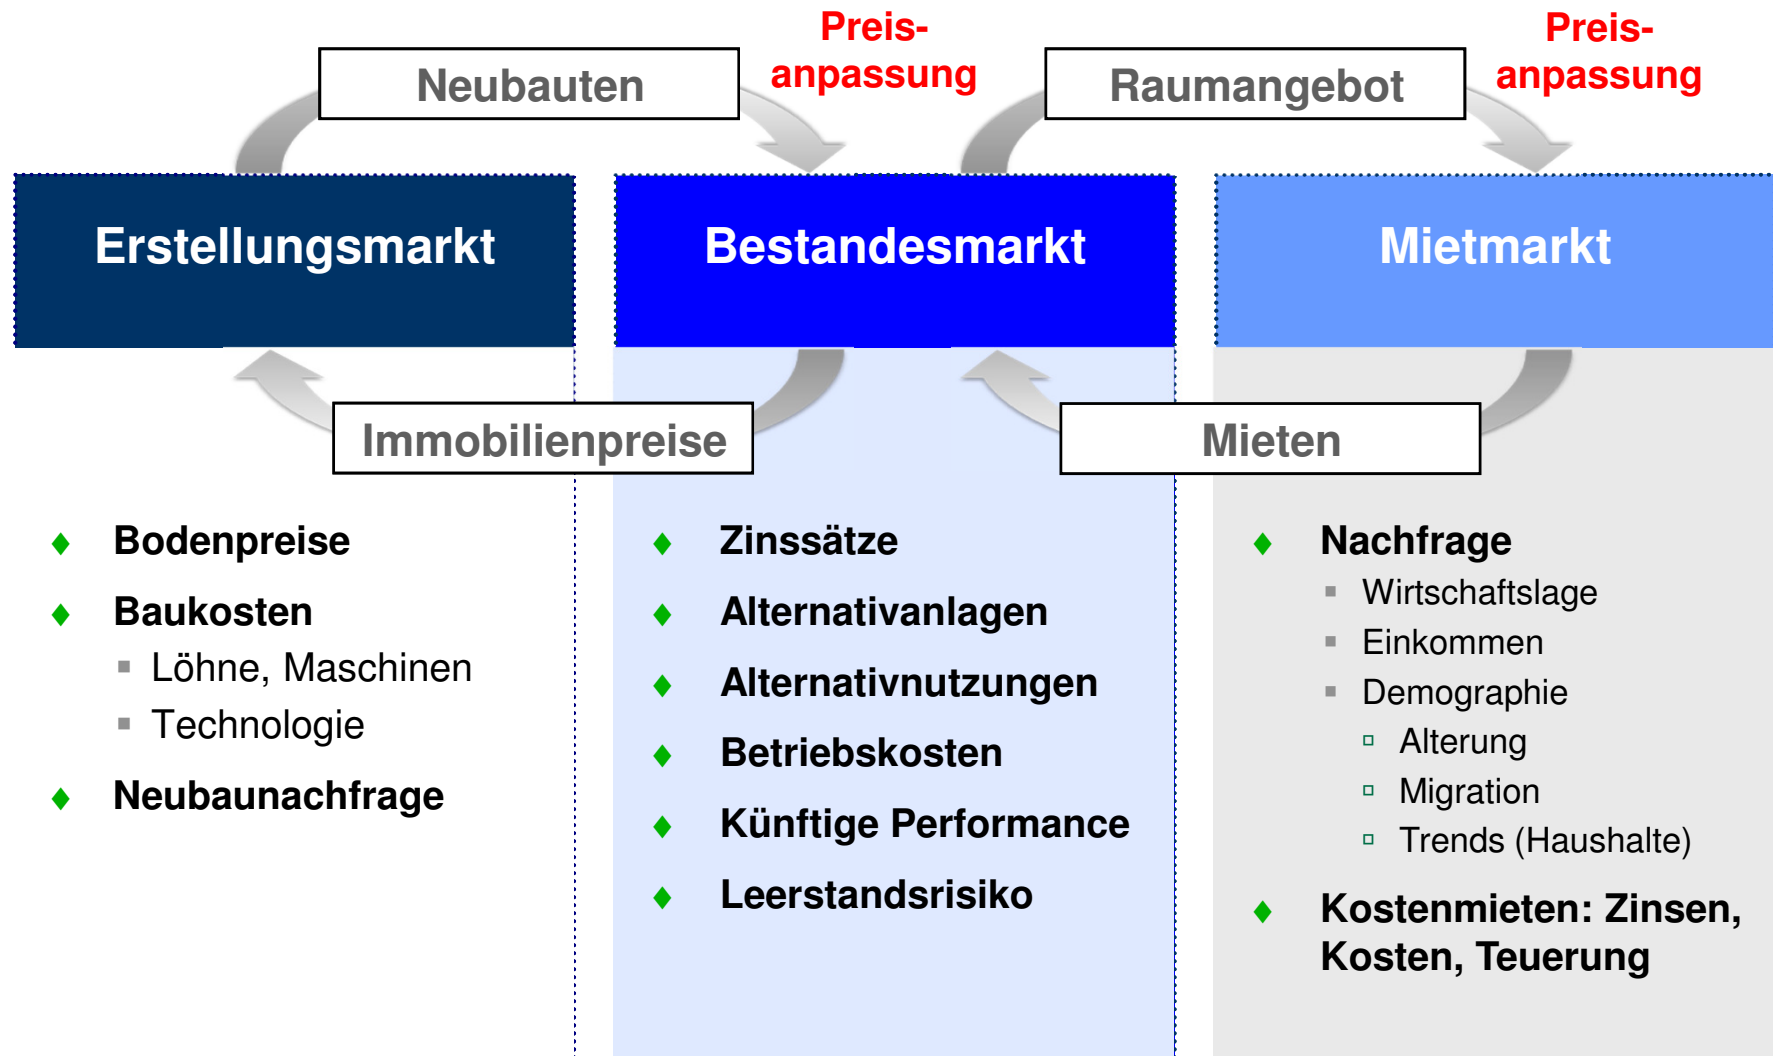 Preis-
anpassung
Preis-
anpassung
Neubauten
Raumangebot
Erstellungsmarkt
Bestandesmarkt
Mietmarkt
Immobilienpreise
Mieten
Bodenpreise
Baukosten
Löhne, Maschinen
Technologie
Neubaunachfrage
Zinssätze
Alternativanlagen
Alternativnutzungen
Betriebskosten
Künftige Performance
Leerstandsrisiko
Nachfrage
Wirtschaftslage
Einkommen
Demographie
Alterung
Migration
Trends (Haushalte)
Kostenmieten: Zinsen,
Kosten, Teuerung